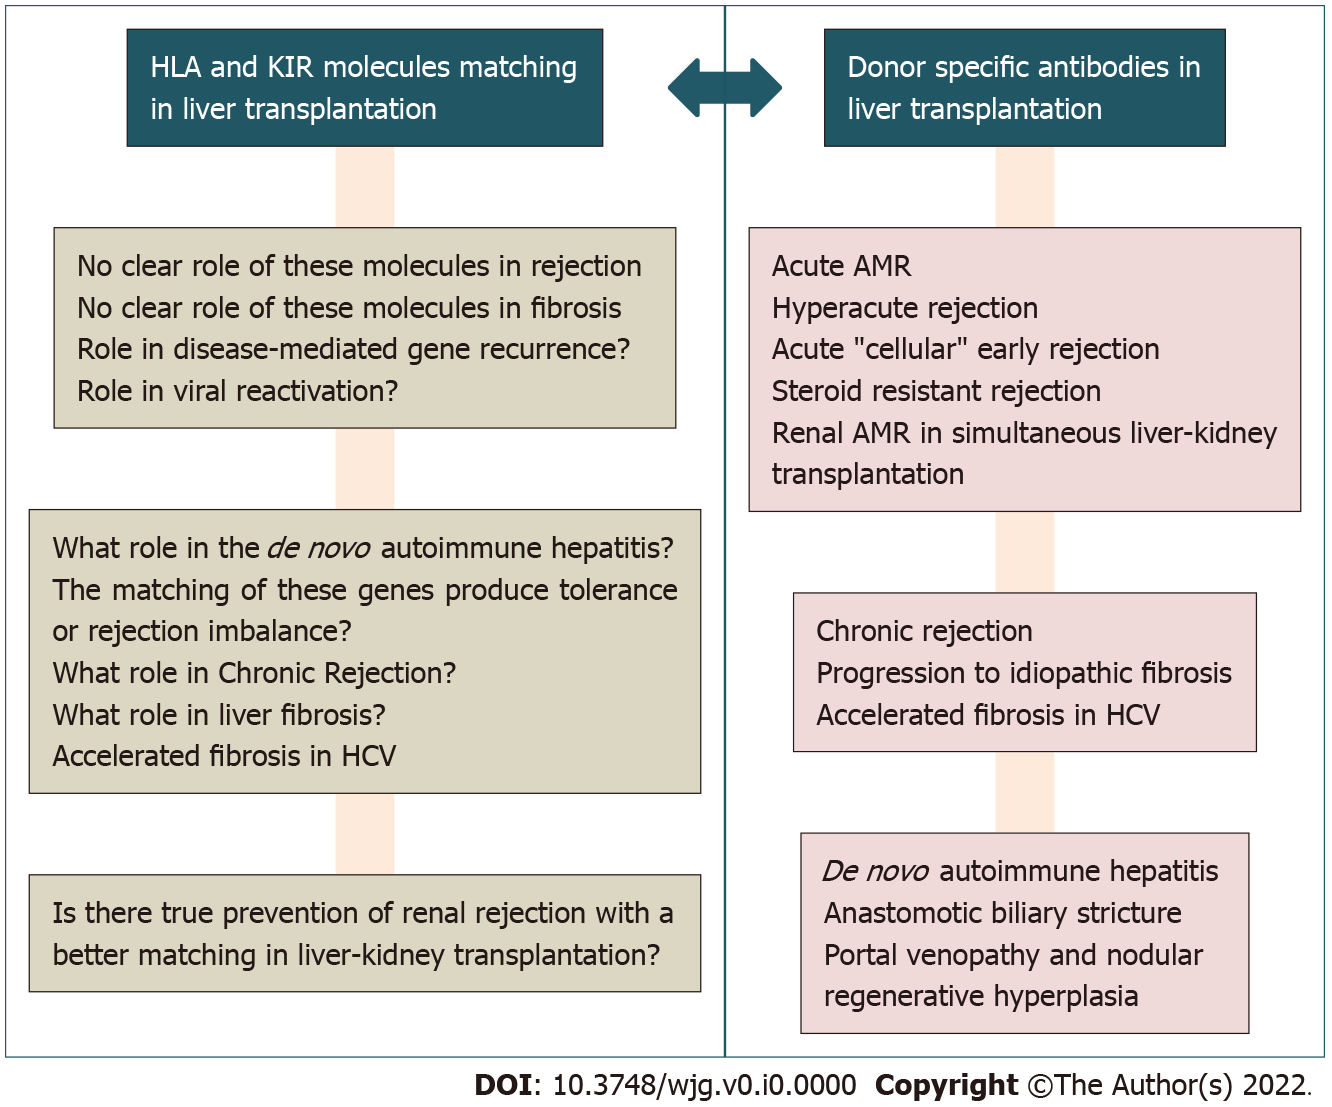 HLA and KIR molecules matching
in liver transplantation
No clear role of these molecules in rejection
No clear role of these molecules in fibrosis
Role in disease-mediated gene recurrence?
Role in viral reactivation?
What role in the de novo autoimmune hepatitis?
The matching of these genes produce tolerance
or rejection imbalance?
What role in Chronic Rejection?
What role in liver fibrosis?
Accelerated fibrosis in HCV
Is there true prevention of renal rejection with a
better matching in liver-kidney transplantation?
Donor specific antibodies in
liver transplantation
Acute AMR
Hyperacute rejection
Acute "cellular" early rejection
Steroid resistant rejection
Renal AMR in simultaneous liver-kidney
transplantation
Chronic rejection
Progression to idiopathic fibrosis
Accelerated fibrosis in HCV
De novo autoimmune hepatitis
Anastomotic biliary stricture
Portal venopathy and nodular
regenerative hyperplasia
DOI: 10.3748/wjg.v0.i0.0000 Copyright ©The Author(s) 2022.